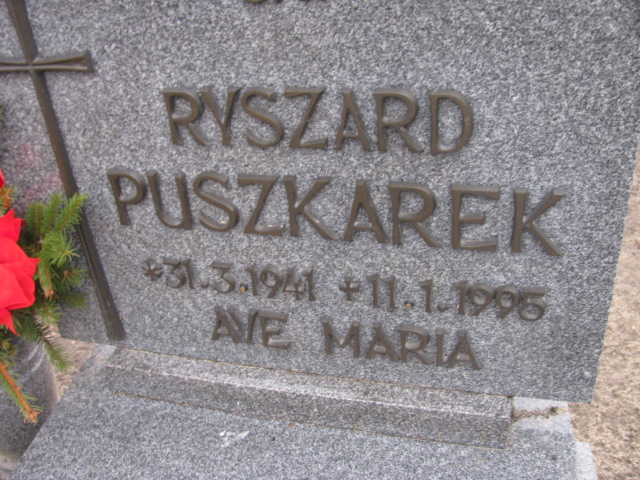 RYSZARD
PUSZKAREK
*31.3.1941 +11.1.1995
AVE MARIA